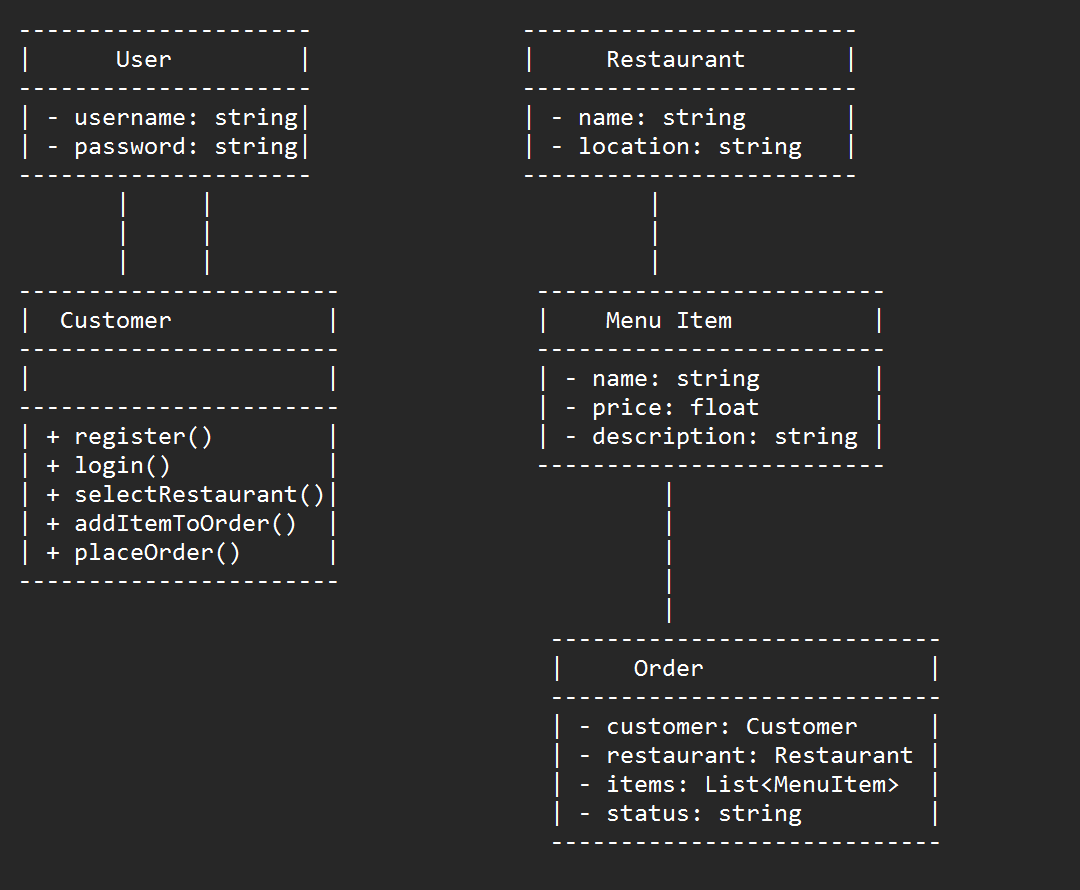 User
- username: string
- password: string
Customer
+ register()
+ login()
+ selectRestaurant()
+ addItemToOrder()
+ placeOrder()
Restaurant
- name: string
- location: string
Menu Item
- name: string
- price: float
- description: string
Order
- customer: Customer
- restaurant: Restaurant
- items: List<MenuItem>
- status: string